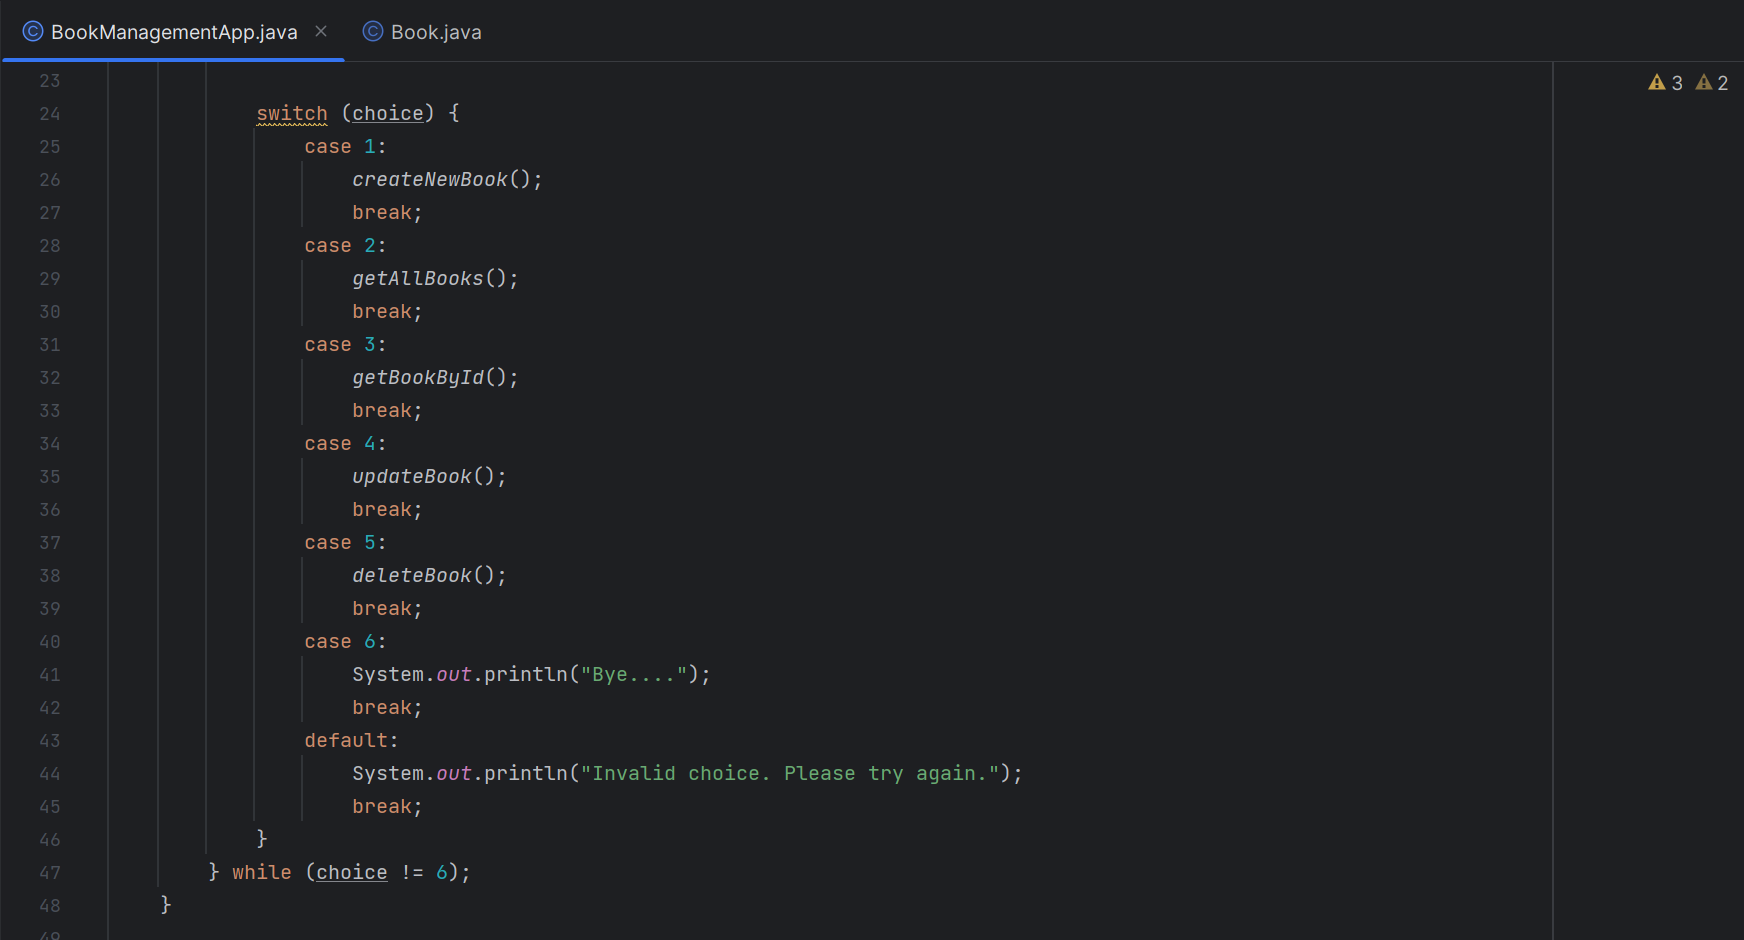 BookManagementApp.java Book.java
3 2
23
24 switch (choice) {
25 case 1:
26 createNewBook();
27 break;
28 case 2:
29 getAllBooks();
30 break;
31 case 3:
32 getBookById();
33 break;
34 case 4:
35 updateBook();
36 break;
37 case 5:
38 deleteBook();
39 break;
40 case 6:
41 System.out.println("Bye....");
42 break;
43 default:
44 System.out.println("Invalid choice. Please try again.");
45 break;
46 }
47 } while (choice != 6);
48 }
49